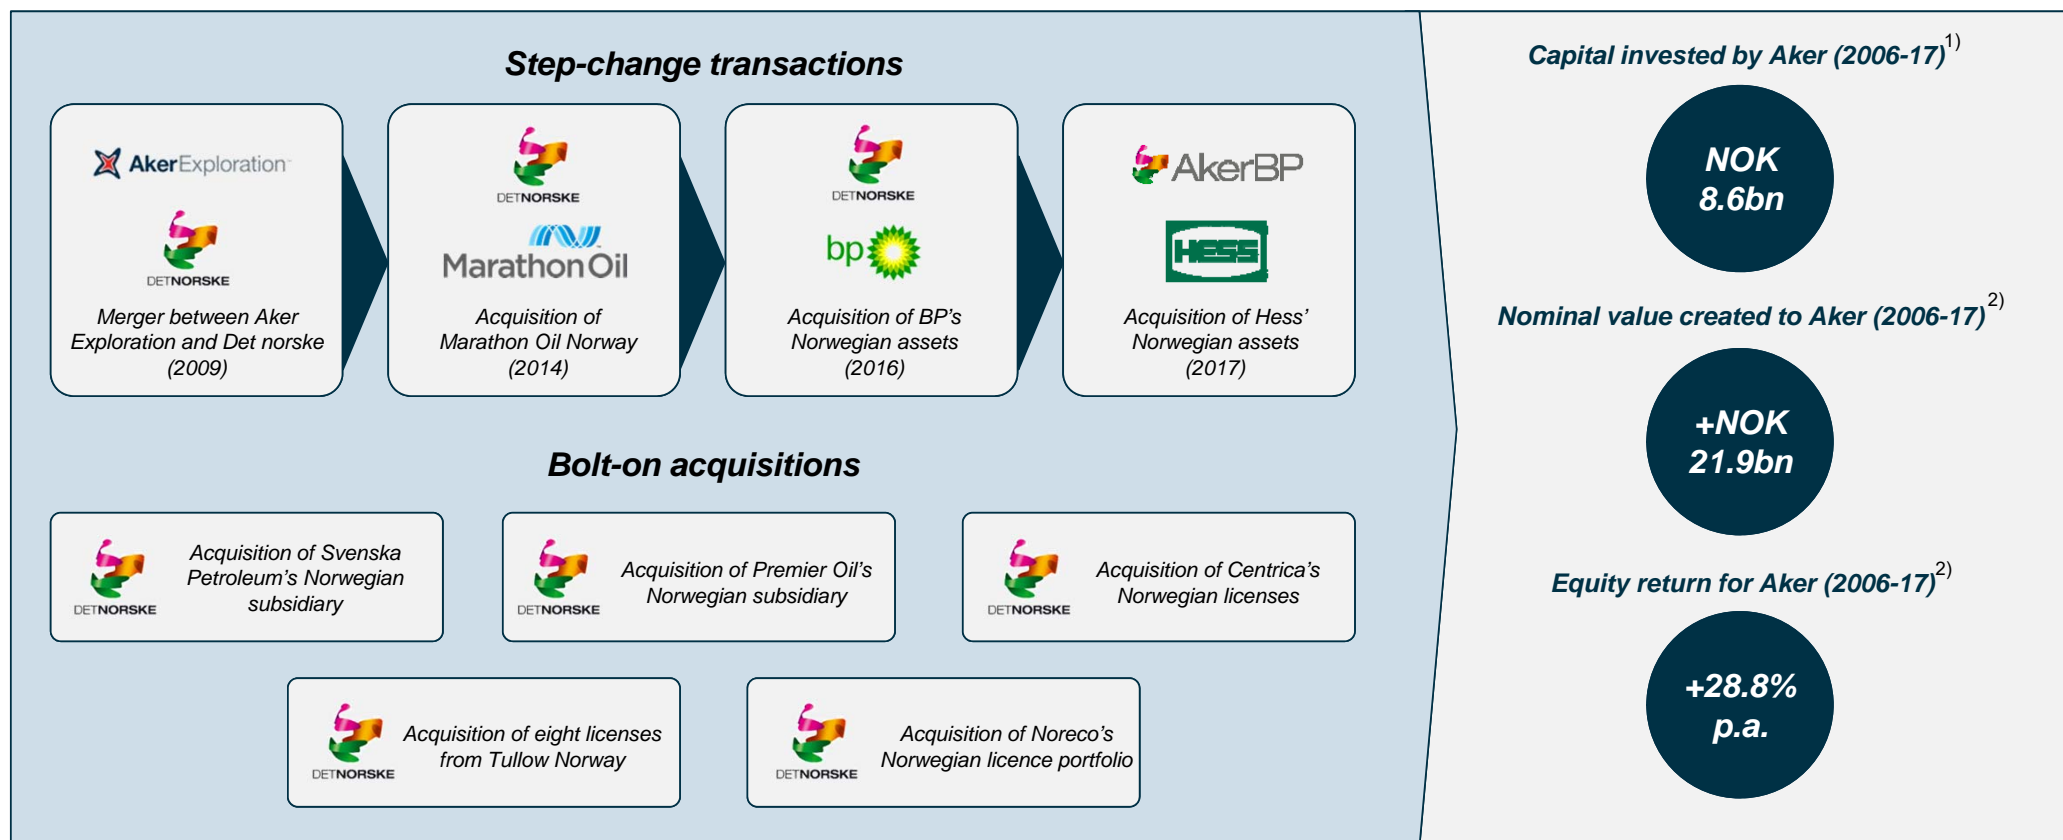 Step-change transactions
AkerExploration
DETNORSKE
Merger between Aker
Exploration and Det norske
(2009)
DETNORSKE
MarathonOil
Acquisition of
Marathon Oil Norway
(2014)
DETNORSKE
bp
Acquisition of BP’s
Norwegian assets
(2016)
AkerBP
HESS
Acquisition of Hess’
Norwegian assets
(2017)
Bolt-on acquisitions
DETNORSKE
Acquisition of Svenska
Petroleum’s Norwegian
subsidiary
DETNORSKE
Acquisition of Premier Oil’s
Norwegian subsidiary
DETNORSKE
Acquisition of Centrica’s
Norwegian licenses
DETNORSKE
Acquisition of eight licenses
from Tullow Norway
DETNORSKE
Acquisition of Noreco’s
Norwegian licence portfolio
Capital invested by Aker (2006-17)1)
NOK
8.6bn
Nominal value created to Aker (2006-17)2)
+NOK
21.9bn
Equity return for Aker (2006-17)2)
+28.8%
p.a.